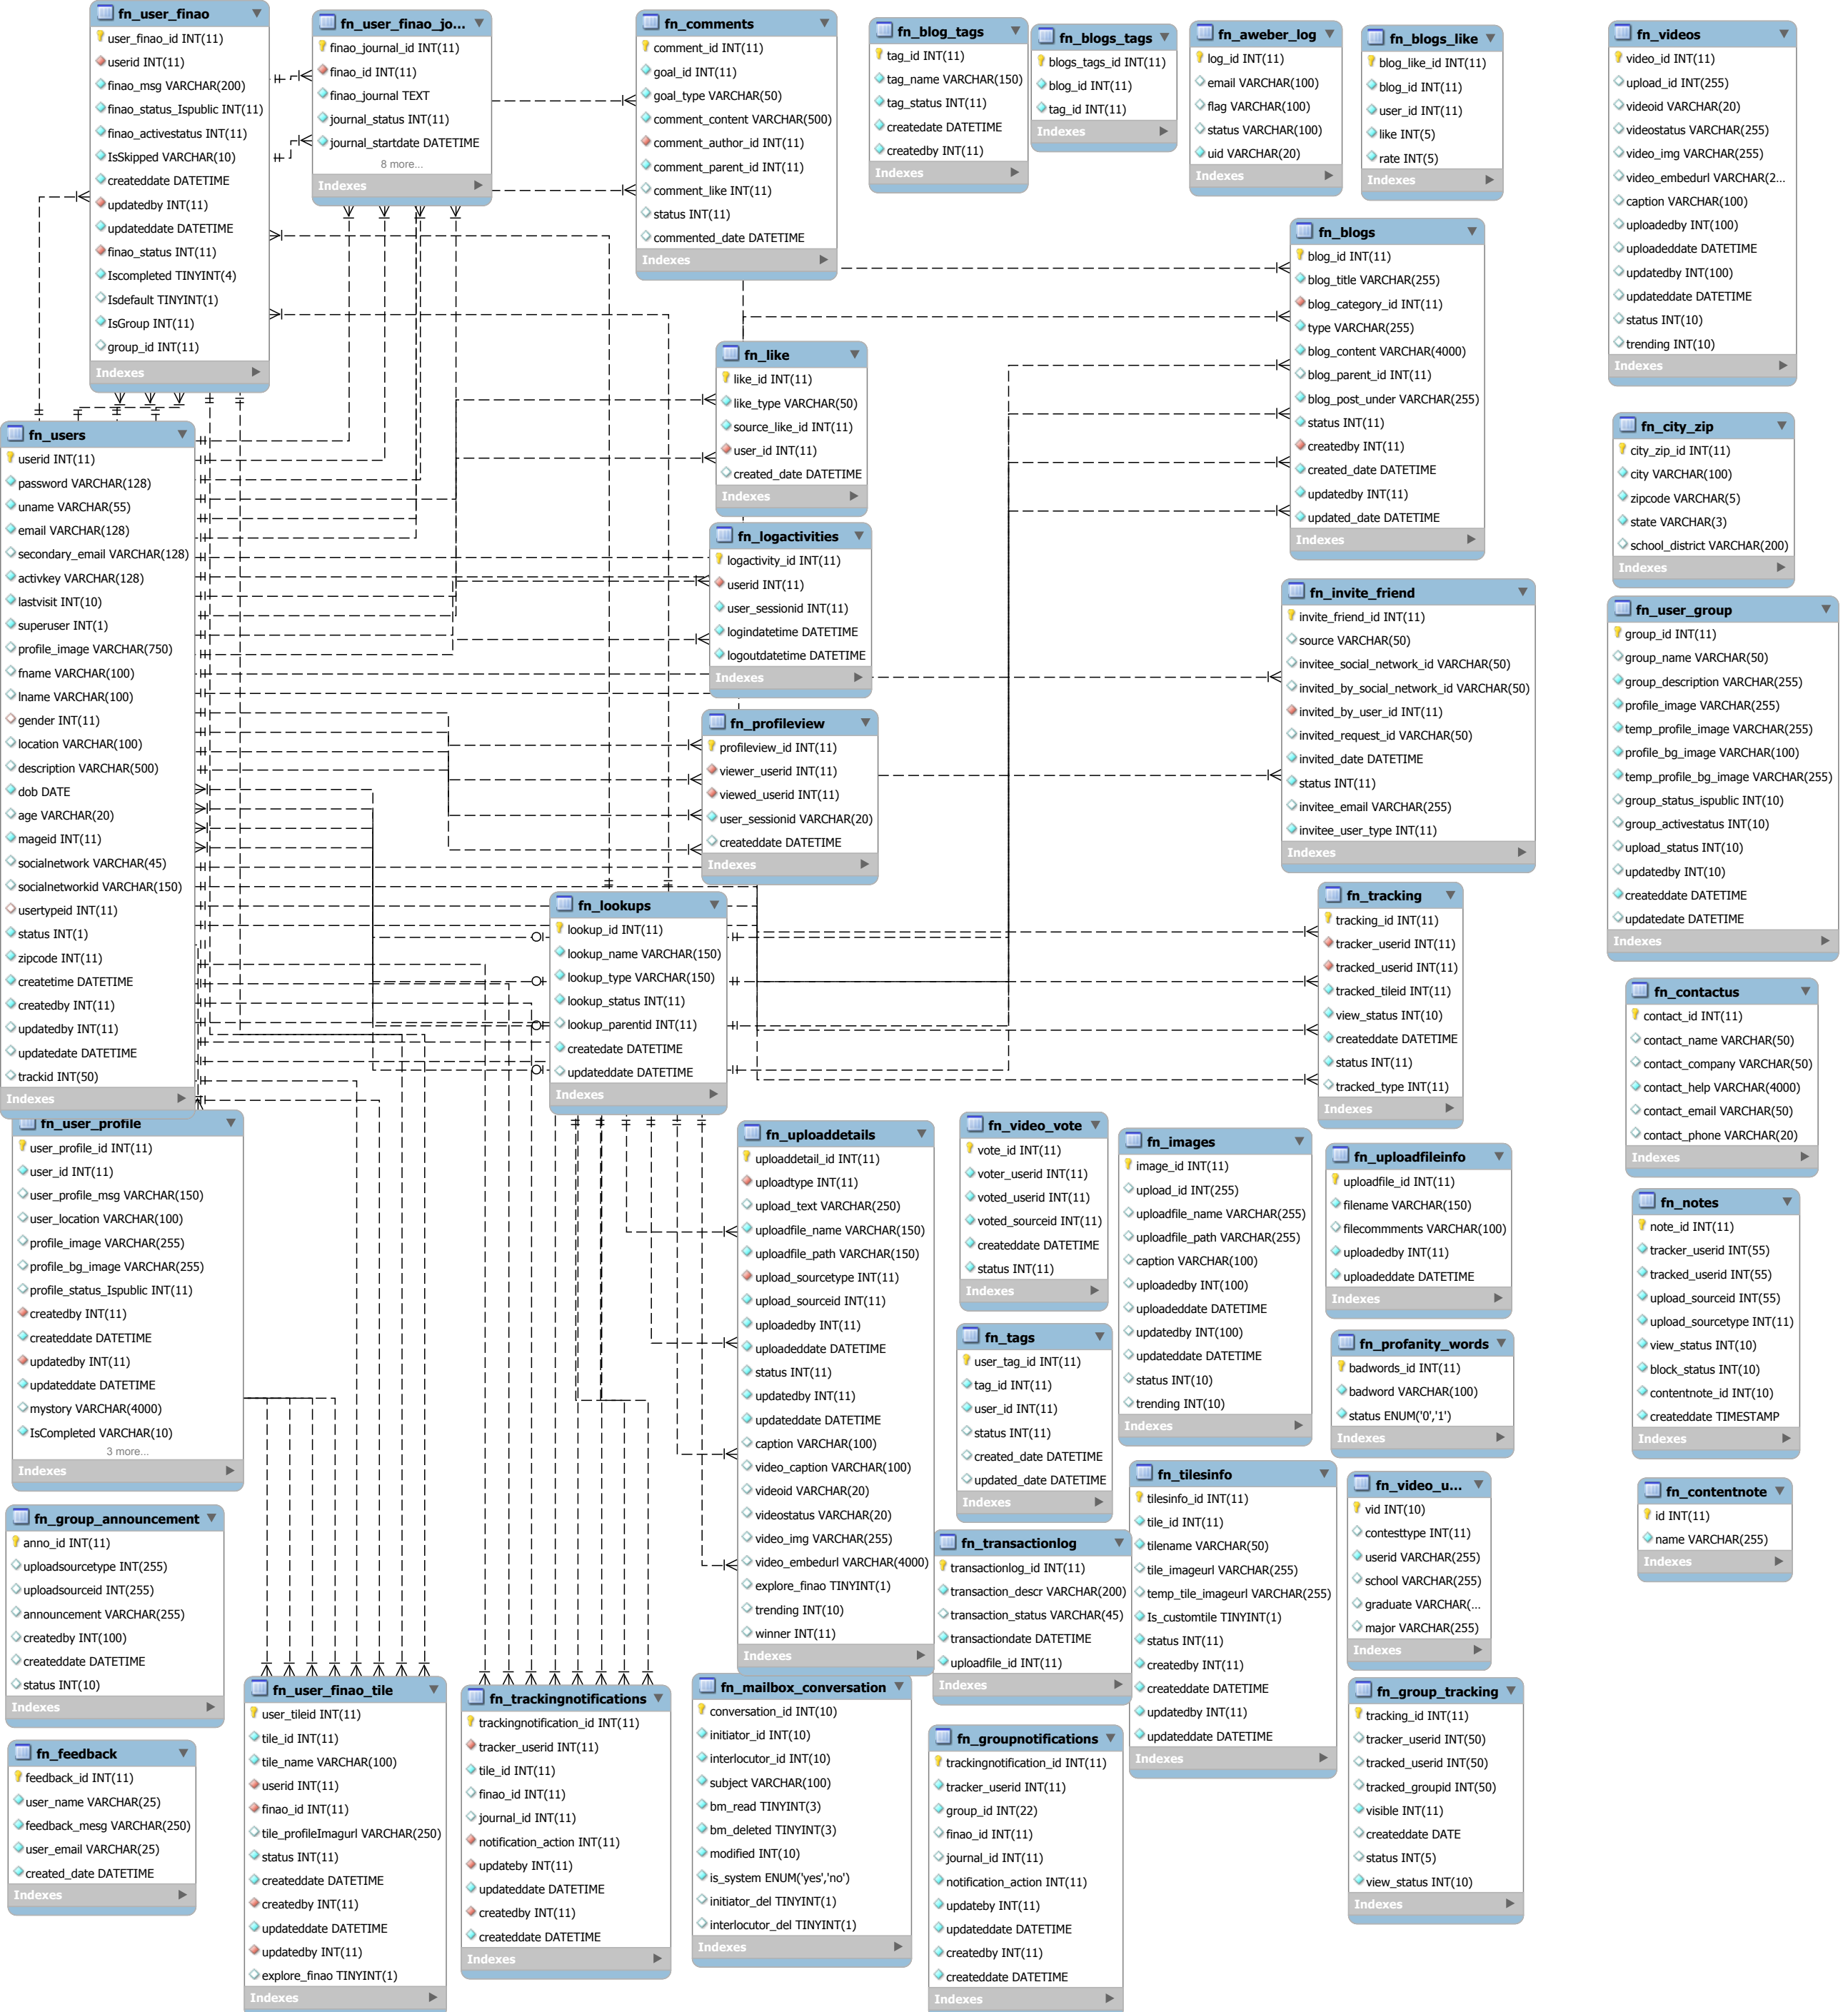 fn_user_finao
user_finao_id INT(11)
userid INT(11)
finao_msg VARCHAR(200)
finao_status_Ispublic INT(11)
finao_activestatus INT(11)
IsSkipped VARCHAR(10)
createddate DATETIME
updatedby INT(11)
updateddate DATETIME
finao_status INT(11)
Iscompleted TINYINT(4)
Isdefault TINYINT(1)
IsGroup INT(11)
group_id INT(11)
Indexes
fn_user_finao_jo...
finao_journal_id INT(11)
finao_id INT(11)
finao_journal TEXT
journal_status INT(11)
journal_startdate DATETIME
8 more...
Indexes
fn_comments
comment_id INT(11)
goal_id INT(11)
goal_type VARCHAR(50)
comment_content VARCHAR(500)
comment_author_id INT(11)
comment_parent_id INT(11)
comment_like INT(11)
status INT(11)
commented_date DATETIME
Indexes
fn_blog_tags
tag_id INT(11)
tag_name VARCHAR(150)
tag_status INT(11)
createdate DATETIME
createdby INT(11)
Indexes
fn_blogs_tags
blogs_tags_id INT(11)
blog_id INT(11)
tag_id INT(11)
Indexes
fn_aweber_log
log_id INT(11)
email VARCHAR(100)
flag VARCHAR(100)
status VARCHAR(100)
uid VARCHAR(20)
Indexes
fn_blogs_like
blog_like_id INT(11)
blog_id INT(11)
user_id INT(11)
like INT(5)
rate INT(5)
Indexes
fn_videos
video_id INT(11)
upload_id INT(255)
videoid VARCHAR(20)
videostatus VARCHAR(255)
video_img VARCHAR(255)
video_embedurl VARCHAR(2...
caption VARCHAR(100)
uploadedby INT(100)
uploadeddate DATETIME
updatedby INT(100)
updateddate DATETIME
status INT(10)
trending INT(10)
Indexes
fn_blogs
blog_id INT(11)
blog_title VARCHAR(255)
blog_category_id INT(11)
type VARCHAR(255)
blog_content VARCHAR(4000)
blog_parent_id INT(11)
blog_post_under VARCHAR(255)
status INT(11)
createdby INT(11)
created_date DATETIME
updatedby INT(11)
updated_date DATETIME
Indexes
fn_like
like_id INT(11)
like_type VARCHAR(50)
source_like_id INT(11)
user_id INT(11)
created_date DATETIME
Indexes
fn_users
userid INT(11)
password VARCHAR(128)
uname VARCHAR(55)
email VARCHAR(128)
secondary_email VARCHAR(128)
activkey VARCHAR(128)
lastvisit INT(10)
superuser INT(1)
profile_image VARCHAR(750)
fname VARCHAR(100)
lname VARCHAR(100)
gender INT(11)
location VARCHAR(100)
description VARCHAR(500)
dob DATE
age VARCHAR(20)
mageid INT(11)
socialnetwork VARCHAR(45)
socialnetworkid VARCHAR(150)
usertypeid INT(11)
status INT(1)
zipcode INT(11)
createtime DATETIME
createdby INT(11)
updatedby INT(11)
updatedate DATETIME
trackid INT(50)
Indexes
fn_city_zip
city_zip_id INT(11)
city VARCHAR(100)
zipcode VARCHAR(5)
state VARCHAR(3)
school_district VARCHAR(200)
Indexes
fn_logactivities
logactivity_id INT(11)
userid INT(11)
user_sessionid INT(11)
logindatetime DATETIME
logoutdatetime DATETIME
Indexes
fn_invite_friend
invite_friend_id INT(11)
source VARCHAR(50)
invitee_social_network_id VARCHAR(50)
invited_by_social_network_id VARCHAR(50)
invited_by_user_id INT(11)
invited_request_id VARCHAR(50)
invited_date DATETIME
status INT(11)
invitee_email VARCHAR(255)
invitee_user_type INT(11)
Indexes
fn_user_group
group_id INT(11)
group_name VARCHAR(50)
group_description VARCHAR(255)
profile_image VARCHAR(255)
temp_profile_image VARCHAR(255)
profile_bg_image VARCHAR(100)
temp_profile_bg_image VARCHAR(255)
group_status_ispublic INT(10)
group_activestatus INT(10)
upload_status INT(10)
updatedby INT(10)
createddate DATETIME
updatedate DATETIME
Indexes
fn_profileview
profileview_id INT(11)
viewer_userid INT(11)
viewed_userid INT(11)
user_sessionid VARCHAR(20)
createddate DATETIME
Indexes
fn_lookups
lookup_id INT(11)
lookup_name VARCHAR(150)
lookup_type VARCHAR(150)
lookup_status INT(11)
lookup_parentid INT(11)
createdate DATETIME
updateddate DATETIME
Indexes
fn_tracking
tracking_id INT(11)
tracker_userid INT(11)
tracked_userid INT(11)
tracked_tileid INT(11)
view_status INT(10)
createddate DATETIME
status INT(11)
tracked_type INT(11)
Indexes
fn_contactus
contact_id INT(11)
contact_name VARCHAR(50)
contact_company VARCHAR(50)
contact_help VARCHAR(4000)
contact_email VARCHAR(50)
contact_phone VARCHAR(20)
Indexes
fn_user_profile
user_profile_id INT(11)
user_id INT(11)
user_profile_msg VARCHAR(150)
user_location VARCHAR(100)
profile_image VARCHAR(255)
profile_bg_image VARCHAR(255)
profile_status_Ispublic INT(11)
createdby INT(11)
createddate DATETIME
updatedby INT(11)
updateddate DATETIME
mystory VARCHAR(4000)
IsCompleted VARCHAR(10)
3 more...
Indexes
fn_uploaddetails
uploaddetail_id INT(11)
uploadtype INT(11)
upload_text VARCHAR(250)
uploadfile_name VARCHAR(150)
uploadfile_path VARCHAR(150)
upload_sourcetype INT(11)
upload_sourceid INT(11)
uploadedby INT(11)
uploadeddate DATETIME
status INT(11)
updatedby INT(11)
updateddate DATETIME
caption VARCHAR(100)
video_caption VARCHAR(100)
videoid VARCHAR(20)
videostatus VARCHAR(20)
video_img VARCHAR(255)
video_embedurl VARCHAR(4000)
explore_finao TINYINT(1)
trending INT(10)
winner INT(11)
Indexes
fn_video_vote
vote_id INT(11)
voter_userid INT(11)
voted_userid INT(11)
voted_sourceid INT(11)
createddate DATETIME
status INT(11)
Indexes
fn_images
image_id INT(11)
upload_id INT(255)
uploadfile_name VARCHAR(255)
uploadfile_path VARCHAR(255)
caption VARCHAR(100)
uploadedby INT(100)
uploadeddate DATETIME
updatedby INT(100)
updateddate DATETIME
status INT(10)
trending INT(10)
Indexes
fn_uploadfileinfo
uploadfile_id INT(11)
filename VARCHAR(150)
filecommments VARCHAR(100)
uploadedby INT(11)
uploadeddate DATETIME
Indexes
fn_notes
note_id INT(11)
tracker_userid INT(55)
tracked_userid INT(55)
upload_sourceid INT(55)
upload_sourcetype INT(11)
view_status INT(10)
block_status INT(10)
contentnote_id INT(10)
createddate TIMESTAMP
Indexes
fn_tags
user_tag_id INT(11)
tag_id INT(11)
user_id INT(11)
status INT(11)
created_date DATETIME
updated_date DATETIME
Indexes
fn_profanity_words
badwords_id INT(11)
badword VARCHAR(100)
status ENUM('0','1')
Indexes
fn_tilesinfo
tilesinfo_id INT(11)
tile_id INT(11)
tilename VARCHAR(50)
tile_imageurl VARCHAR(255)
temp_tile_imageurl VARCHAR(255)
Is_customtile TINYINT(1)
status INT(11)
createdby INT(11)
createddate DATETIME
updatedby INT(11)
updateddate DATETIME
Indexes
fn_video_u...
vid INT(10)
contesttype INT(11)
userid VARCHAR(255)
school VARCHAR(255)
graduate VARCHAR(...
major VARCHAR(255)
Indexes
fn_contentnote
id INT(11)
name VARCHAR(255)
Indexes
fn_group_announcement
anno_id INT(11)
uploadsourcetype INT(255)
uploadsourceid INT(255)
announcement VARCHAR(255)
createdby INT(100)
createddate DATETIME
status INT(10)
Indexes
fn_transactionlog
transactionlog_id INT(11)
transaction_descr VARCHAR(200)
transaction_status VARCHAR(45)
transactiondate DATETIME
uploadfile_id INT(11)
Indexes
fn_user_finao_tile
user_tileid INT(11)
tile_id INT(11)
tile_name VARCHAR(100)
userid INT(11)
finao_id INT(11)
tile_profileImagurl VARCHAR(250)
status INT(11)
createddate DATETIME
createdby INT(11)
updateddate DATETIME
updatedby INT(11)
explore_finao TINYINT(1)
Indexes
fn_trackingnotifications
trackingnotification_id INT(11)
tracker_userid INT(11)
tile_id INT(11)
finao_id INT(11)
journal_id INT(11)
notification_action INT(11)
updateby INT(11)
updateddate DATETIME
createdby INT(11)
createddate DATETIME
Indexes
fn_mailbox_conversation
conversation_id INT(10)
initiator_id INT(10)
interlocutor_id INT(10)
subject VARCHAR(100)
bm_read TINYINT(3)
bm_deleted TINYINT(3)
modified INT(10)
is_system ENUM('yes','no')
initiator_del TINYINT(1)
interlocutor_del TINYINT(1)
Indexes
fn_group_tracking
tracking_id INT(11)
tracker_userid INT(50)
tracked_userid INT(50)
tracked_groupid INT(50)
visible INT(11)
createddate DATE
status INT(5)
view_status INT(10)
Indexes
fn_groupnotifications
trackingnotification_id INT(11)
tracker_userid INT(11)
group_id INT(22)
finao_id INT(11)
journal_id INT(11)
notification_action INT(11)
updateby INT(11)
updateddate DATETIME
createdby INT(11)
createddate DATETIME
Indexes
fn_feedback
feedback_id INT(11)
user_name VARCHAR(25)
feedback_mesg VARCHAR(250)
user_email VARCHAR(25)
created_date DATETIME
Indexes